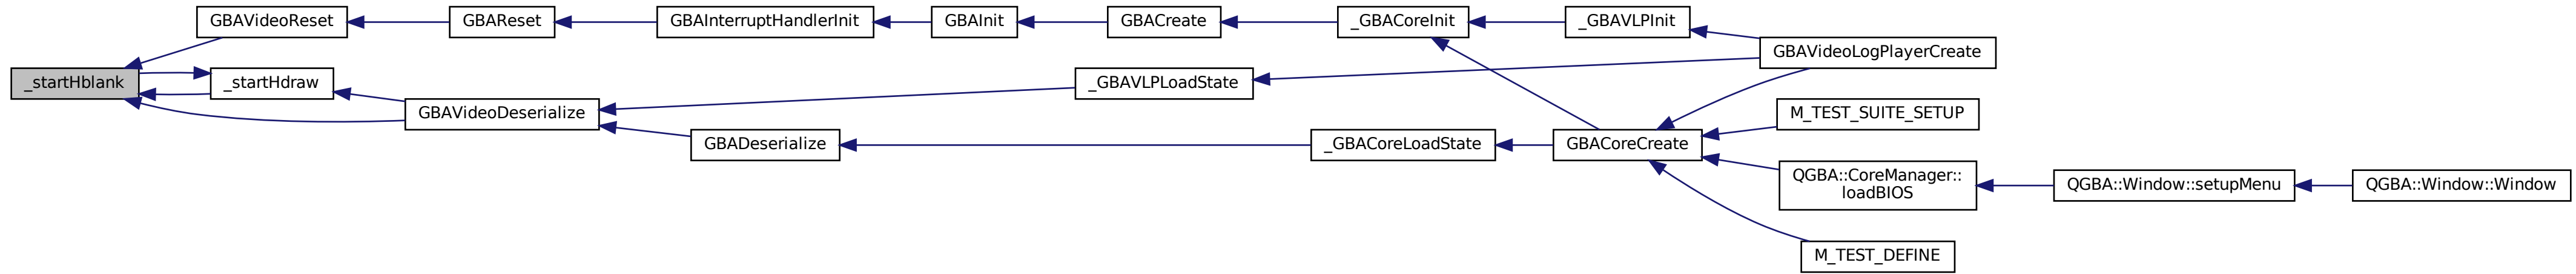 GBAVideoReset
GBAReset
GBAInterruptHandlerInit
GBAInit
GBACreate
_GBACoreInit
_GBAVLPInit
GBAVideoLogPlayerCreate
_startHblank
_startHdraw
_GBAVLPLoadState
GBAVideoDeserialize
M_TEST_SUITE_SETUP
GBADeserialize
_GBACoreLoadState
GBACoreCreate
QGBA::CoreManager::
loadBIOS
QGBA::Window::setupMenu
QGBA::Window::Window
M_TEST_DEFINE